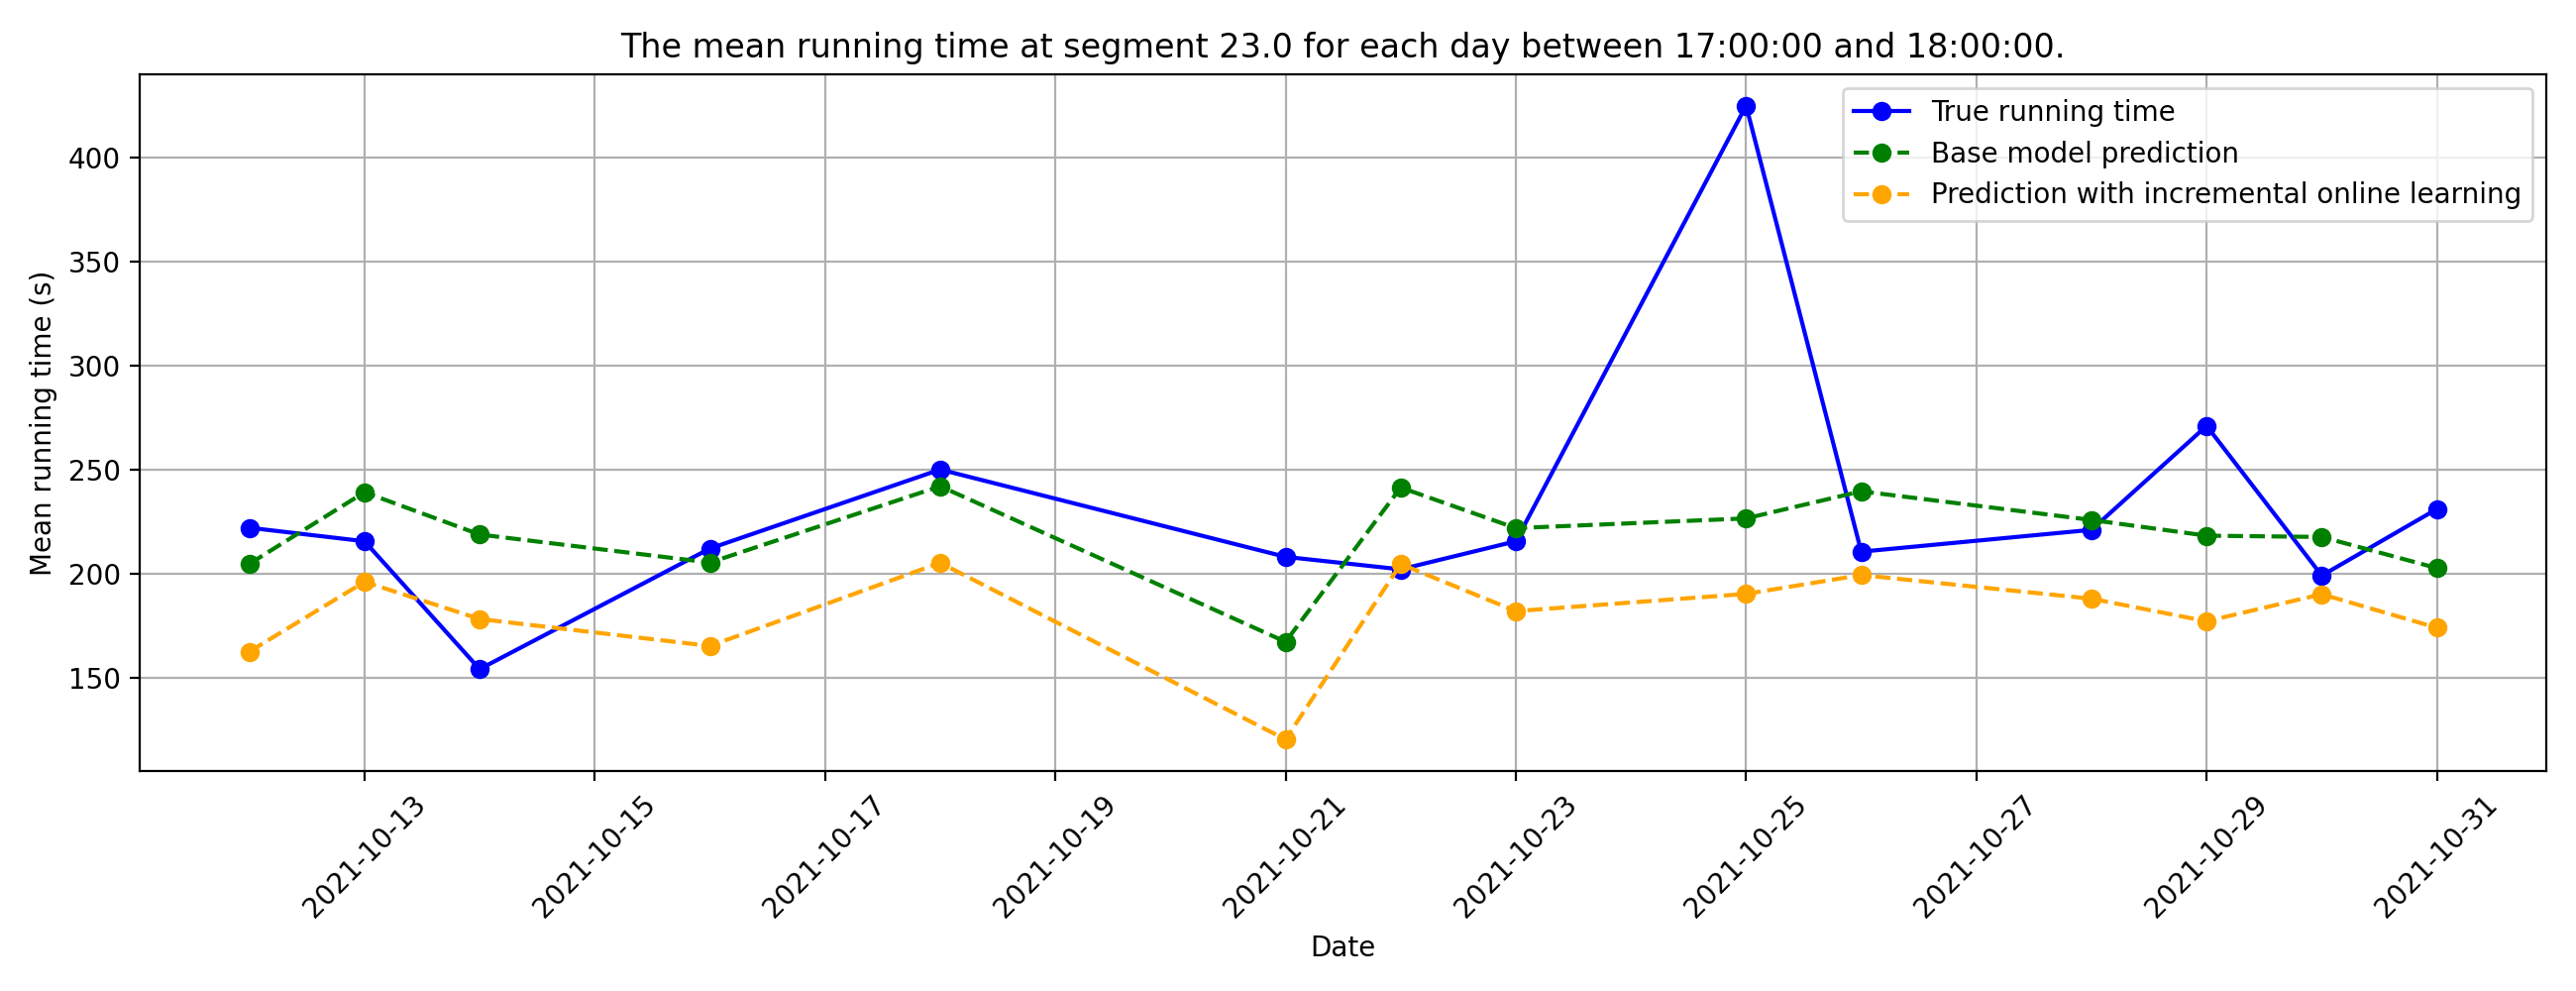 The mean running time at segment 23.0 for each day between 17:00:00 and 18:00:00.
True running time
Base model prediction
Prediction with incremental online learning
Mean running time (s)
400
350
300
250
200
150
2021-10-13
2021-10-15
2021-10-17
2021-10-19
2021-10-21
2021-10-23
2021-10-25
2021-10-27
2021-10-29
2021-10-31
Date